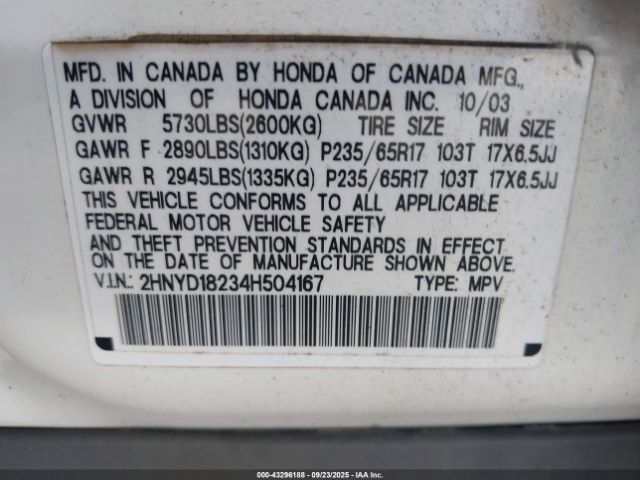 MFD. IN CANADA BY HONDA OF CANADA MFG.,
A DIVISION OF HONDA CANADA INC. 10/03
GVWR 5730LBS(2600KG) TIRE SIZE RIM SIZE
GAWR F 2890LBS(1310KG) P235/65R17 103T 17X6.5JJ
GAWR R 2945LBS(1335KG) P235/65R17 103T 17X6.5JJ
THIS VEHICLE CONFORMS TO ALL APPLICABLE
FEDERAL MOTOR VEHICLE SAFETY
AND THEFT PREVENTION STANDARDS IN EFFECT
ON THE DATE OF MANUFACTURE SHOWN ABOVE.
V.I.N.: 2HNYD18234H504167 TYPE: MPV
000-43296188 - 09/23/2025 - IAA Inc.